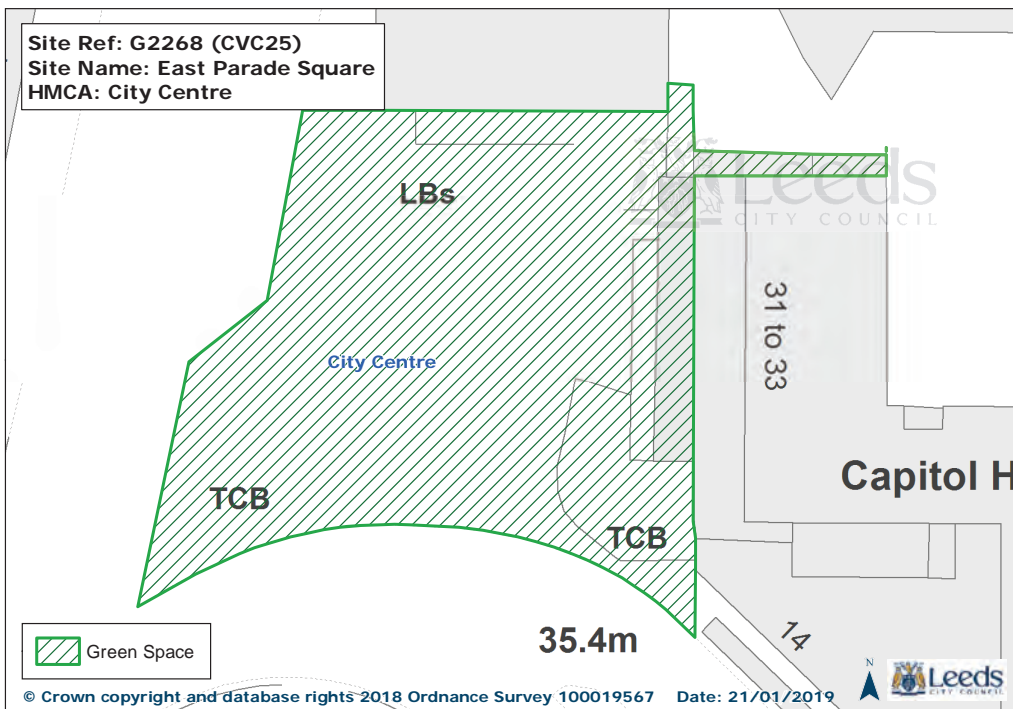 Site Ref: G2268 (CVC25)
Site Name: East Parade Square
HMCA: City Centre
Leeds
CITY COUNCIL
LBs
31 to 33
City Centre
Capitol H
TCB
TCB
35.4m
14
Green Space
N
Leeds
CITY COUNCIL
© Crown copyright and database rights 2018 Ordnance Survey 100019567 Date: 21/01/2019